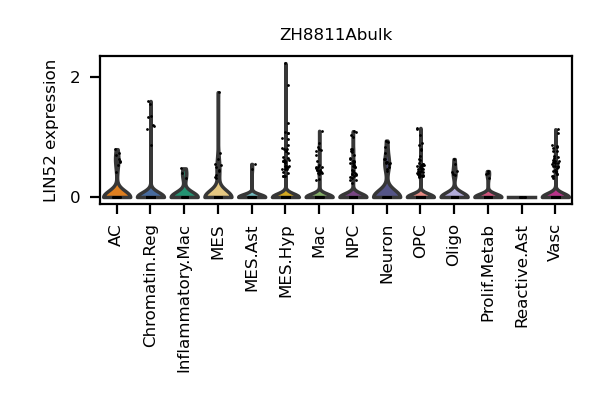 ZH8811Abulk
LIN52 expression
2
0
AC
Chromatin.Reg
Inflammatory.Mac
MES
MES.Ast
MES.Hyp
Mac
NPC
Neuron
OPC
Oligo
Prolif.Metab
Reactive.Ast
Vasc